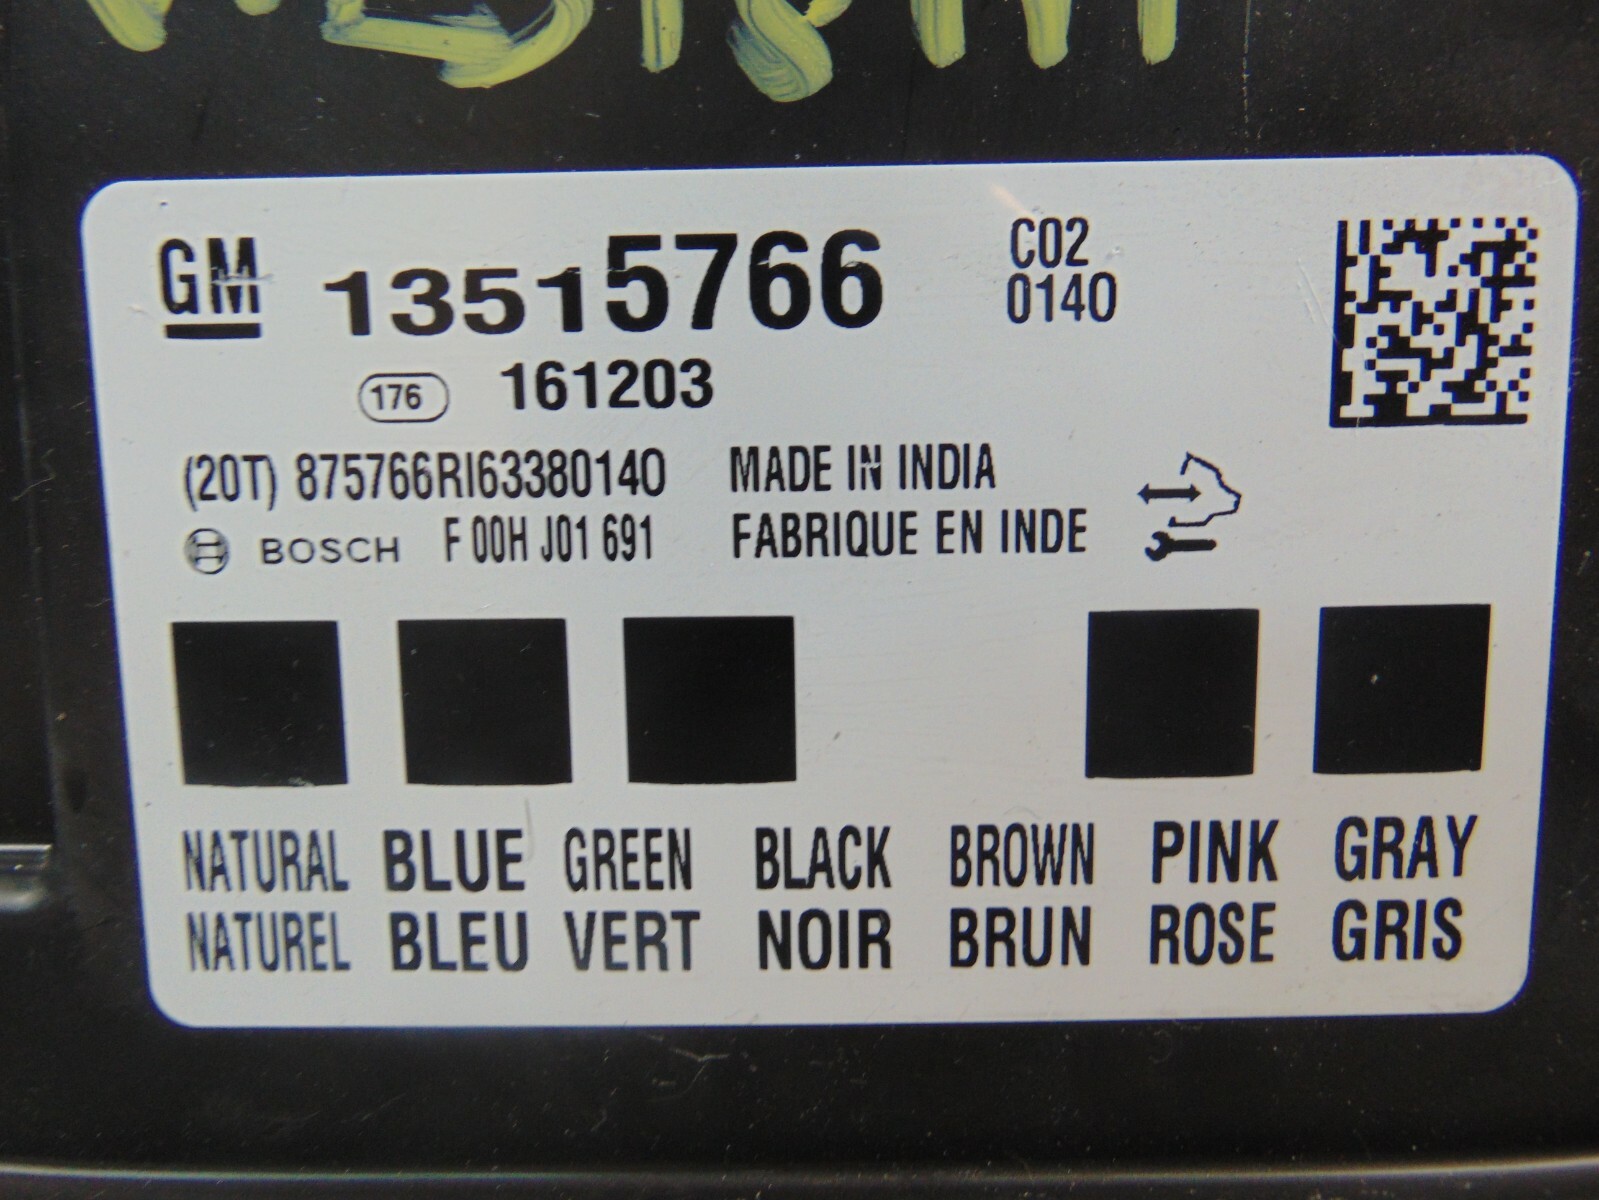 GM 13515766 C02
0140
176 161203
(20T) 875766RI63380140 MADE IN INDIA
BOSCH F 00H J01 691 FABRIQUE EN INDE
NATURAL BLUE GREEN BLACK BROWN PINK GRAY
NATUREL BLEU VERT NOIR BRUN ROSE GRIS